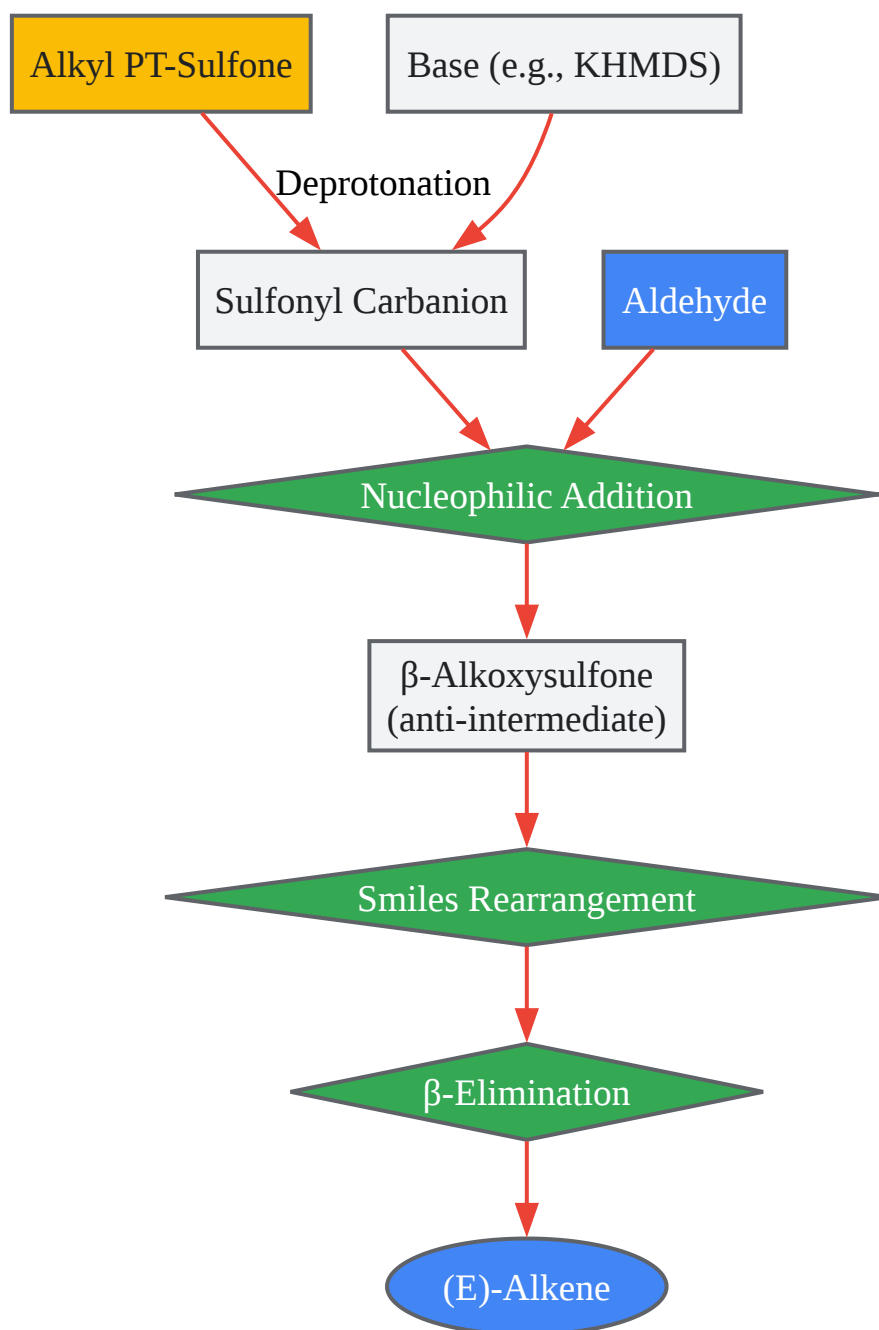 Alkyl PT-Sulfone
Base (e.g., KHMDS)
Deprotonation
Sulfonyl Carbanion
Aldehyde
Nucleophilic Addition
β-Alkoxysulfone
(anti-intermediate)
Smiles Rearrangement
β-Elimination
(E)-Alkene